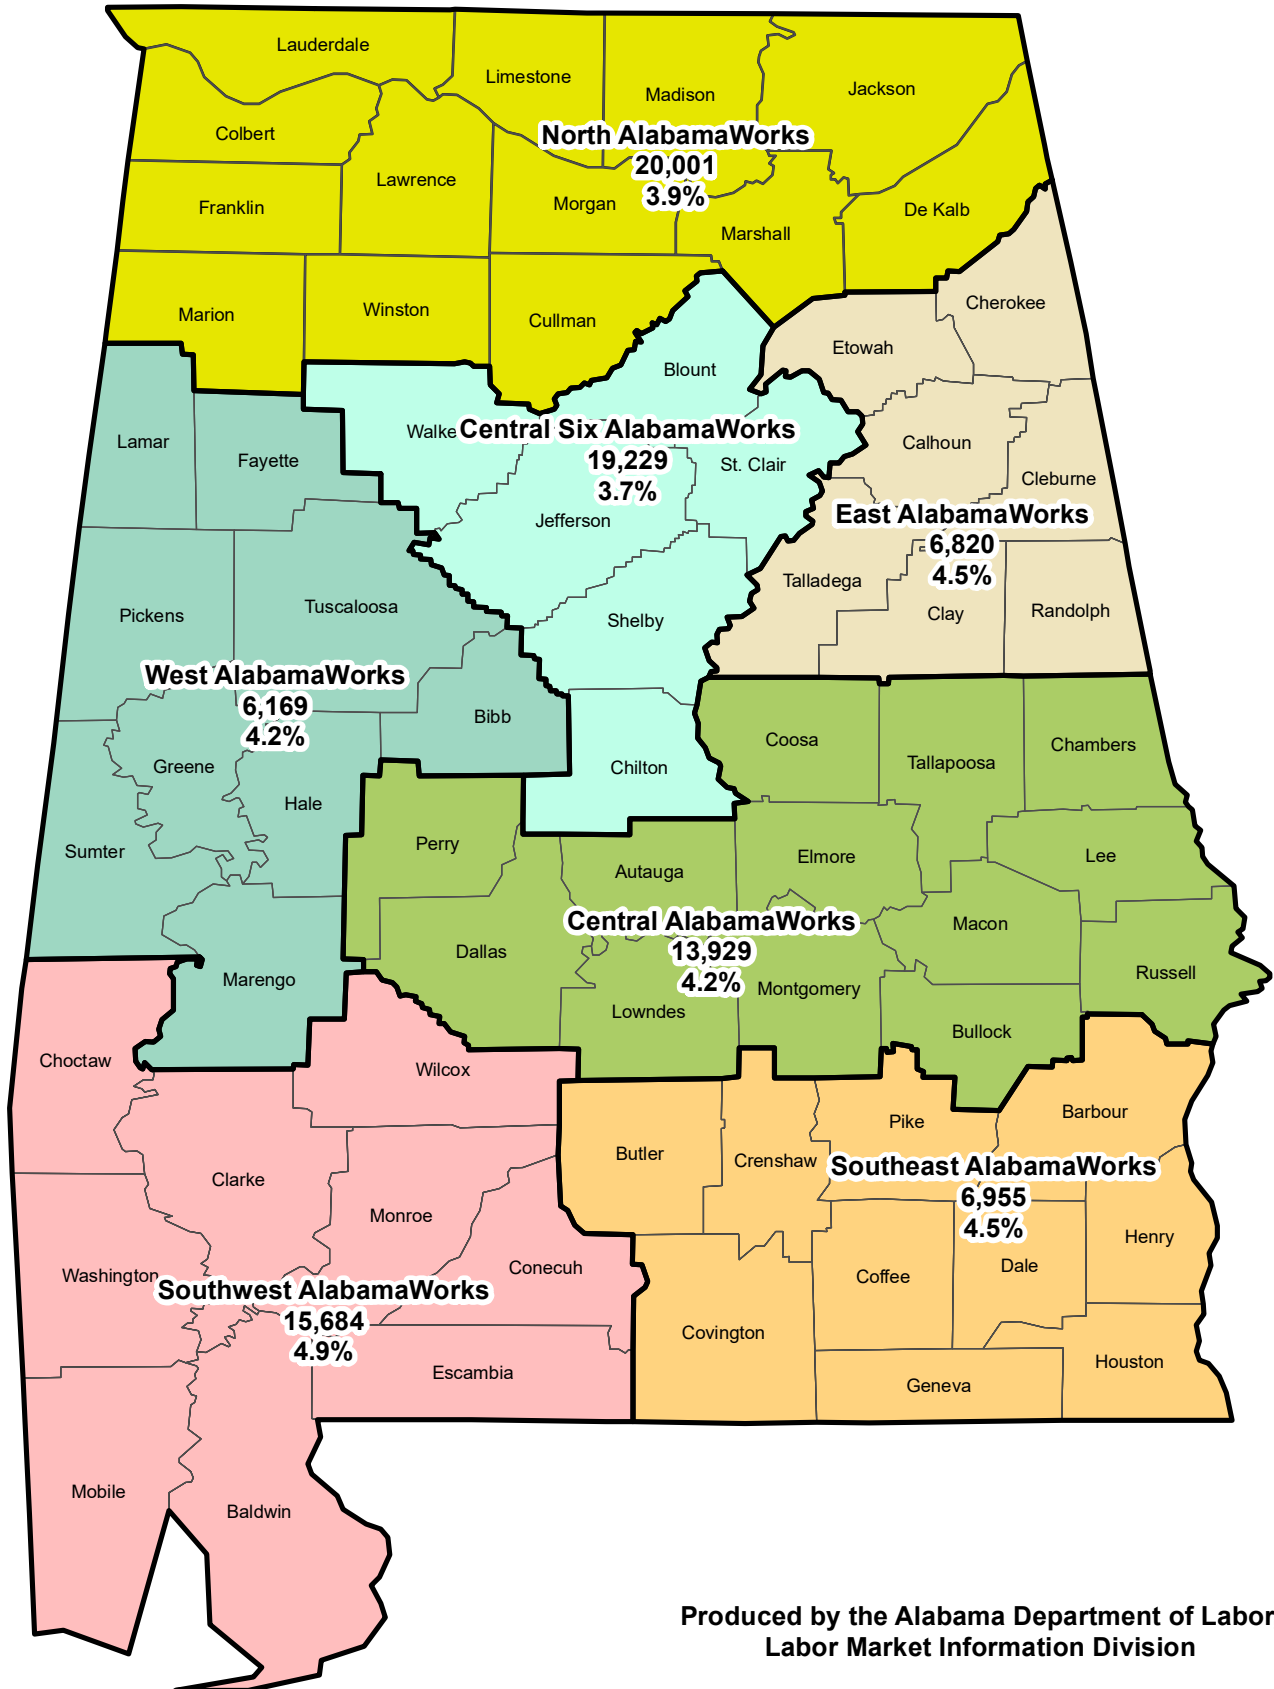 Lauderdale
Limestone
Madison
Jackson
Colbert
North AlabamaWorks
20,001
3.9%
Lawrence
Franklin
Morgan
De Kalb
Marshall
Marion
Winston
Cullman
Cherokee
Etowah
Blount
Lamar
Fayette
Walke
Central Six AlabamaWorks
19,229
3.7%
St. Clair
Calhoun
Cleburne
Jefferson
East AlabamaWorks
6,820
4.5%
Talladega
Clay
Randolph
Pickens
Tuscaloosa
Shelby
West AlabamaWorks
6,169
4.2%
Bibb
Greene
Hale
Chilton
Coosa
Tallapoosa
Chambers
Sumter
Perry
Autauga
Elmore
Lee
Central AlabamaWorks
13,929
4.2%
Macon
Dallas
Marengo
Montgomery
Russell
Lowndes
Bullock
Choctaw
Wilcox
Barbour
Pike
Butler
Crenshaw
Southeast AlabamaWorks
6,955
4.5%
Clarke
Monroe
Henry
Washington
Conecuh
Coffee
Dale
Southwest AlabamaWorks
15,684
4.9%
Covington
Houston
Escambia
Geneva
Mobile
Baldwin
Produced by the Alabama Department of Labor
Labor Market Information Division